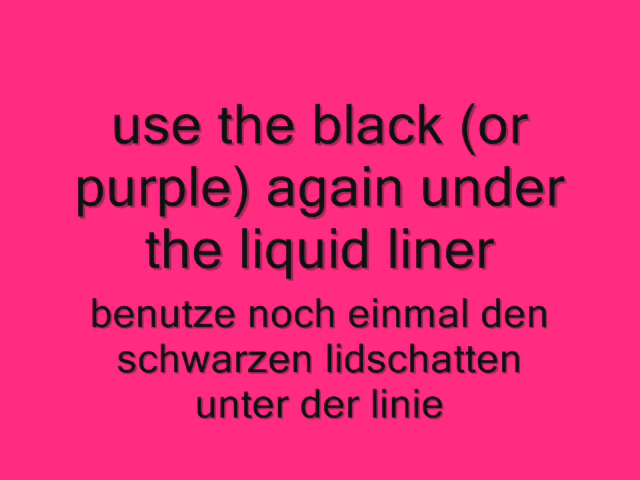 use the black (or
purple) again under
the liquid liner
benutze noch einmal den
schwarzen lidschatten
unter der linie